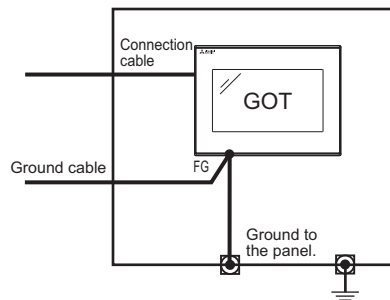 Connection
cable
GOT
Ground cable
FG
Ground to
the panel.